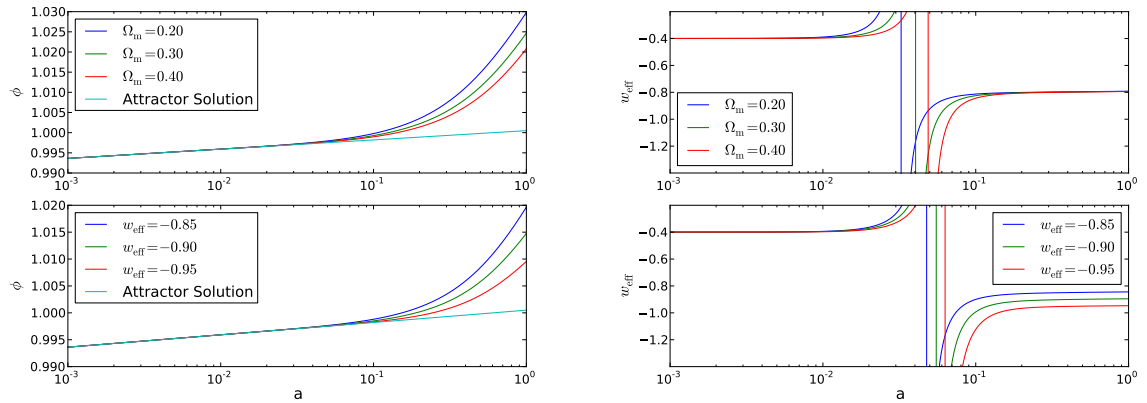 1.030
1.025
1.020
1.015
1.010
1.005
1.000
0.995
0.990
ϕ
Ω_m=0.20
Ω_m=0.30
Ω_m=0.40
Attractor Solution
10^-3
10^-2
10^-1
10^0
−0.4
−0.6
−0.8
−1.0
−1.2
w_eff
Ω_m=0.20
Ω_m=0.30
Ω_m=0.40
10^-3
10^-2
10^-1
10^0
1.020
1.015
1.010
1.005
1.000
0.995
0.990
ϕ
w_eff=−0.85
w_eff=−0.90
w_eff=−0.95
Attractor Solution
10^-3
10^-2
10^-1
10^0
a
−0.4
−0.6
−0.8
−1.0
−1.2
w_eff
w_eff=−0.85
w_eff=−0.90
w_eff=−0.95
10^-3
10^-2
10^-1
10^0
a